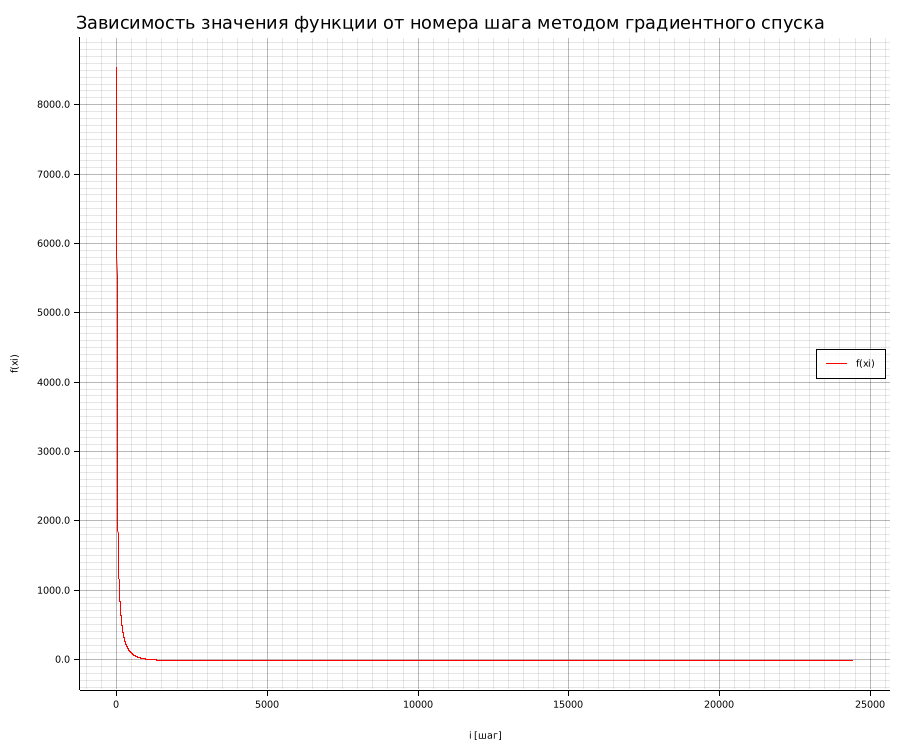 Зависимость значения функции от номера шага методом градиентного спуска
8000.0
7000.0
6000.0
5000.0
4000.0
3000.0
2000.0
1000.0
0.0
f(xi)
f(xi)
0 5000 10000 15000 20000 25000
i [шаг]